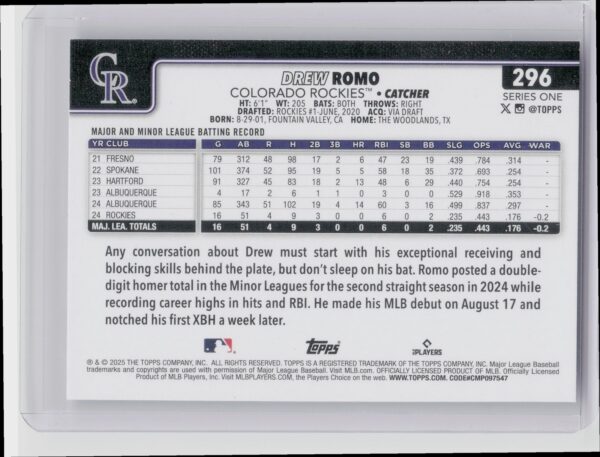 CR
DREW ROMO
COLORADO ROCKIES™ • CATCHER
HT: 6'1" WT: 205 BATS: BOTH THROWS: RIGHT
DRAFTED: ROCKIES #1-JUNE, 2020 ACQ: VIA DRAFT
BORN: 8-29-01, FOUNTAIN VALLEY, CA HOME: THE WOODLANDS, TX
296
SERIES ONE
@TOPPS
MAJOR AND MINOR LEAGUE BATTING RECORD
YR CLUB G AB R H 2B 3B HR RBI SB BB SLG OPS AVG WAR
21 FRESNO 79 312 48 98 17 2 6 47 23 19 .439 .784 .314 -
22 SPOKANE 101 374 52 95 19 5 5 58 18 35 .372 .693 .254 -
23 HARTFORD 91 327 45 83 18 2 13 48 6 29 .440 .754 .254 -
23 ALBUQUERQUE 4 17 2 6 1 1 0 3 0 0 .529 .918 .353 -
24 ALBUQUERQUE 85 343 51 102 19 4 14 60 3 16 .499 .837 .297 -
24 ROCKIES 16 51 4 9 3 0 0 6 0 2 .235 .443 .176 -0.2
MAJ. LEA. TOTALS 16 51 4 9 3 0 0 6 0 2 .235 .443 .176 -0.2
Any conversation about Drew must start with his exceptional receiving and
blocking skills behind the plate, but don't sleep on his bat. Romo posted a double-
digit homer total in the Minor Leagues for the second straight season in 2024 while
recording career highs in hits and RBI. He made his MLB debut on August 17 and
notched his first XBH a week later.
Topps
PLAYERS
® & © 2025 THE TOPPS COMPANY, INC. ALL RIGHTS RESERVED. TOPPS IS A REGISTERED TRADEMARK OF THE TOPPS COMPANY, INC. Major League Baseball
trademarks and copyrights are used with permission of Major League Baseball. Visit MLB.com. OFFICIALLY LICENSED PRODUCT OF MLB. Officially Licensed
Product of MLB Players, Inc. Visit MLBPLAYERS.COM, the Players Choice on the web. WWW.TOPPS.COM. CODE#CMP097547